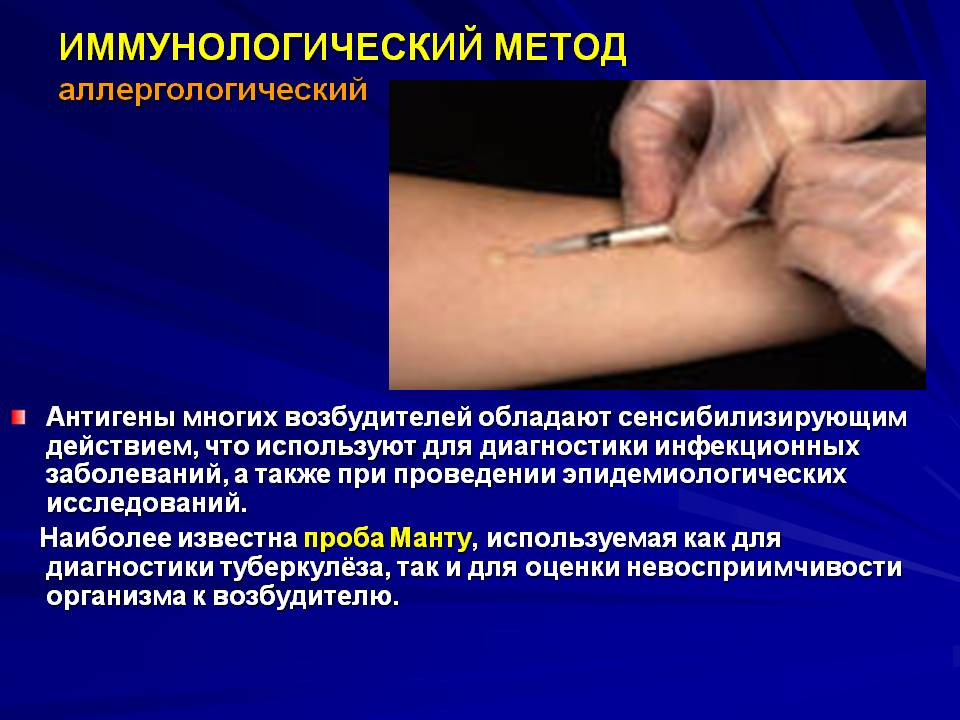 ИММУНОЛОГИЧЕСКИЙ МЕТОД
аллергологический
Антигены многих возбудителей обладают сенсибилизирующим
действием, что используют для диагностики инфекционных
заболеваний, а также при проведении эпидемиологических
исследований.
Наиболее известна проба Манту, используемая как для
диагностики туберкулёза, так и для оценки невосприимчивости
организма к возбудителю.